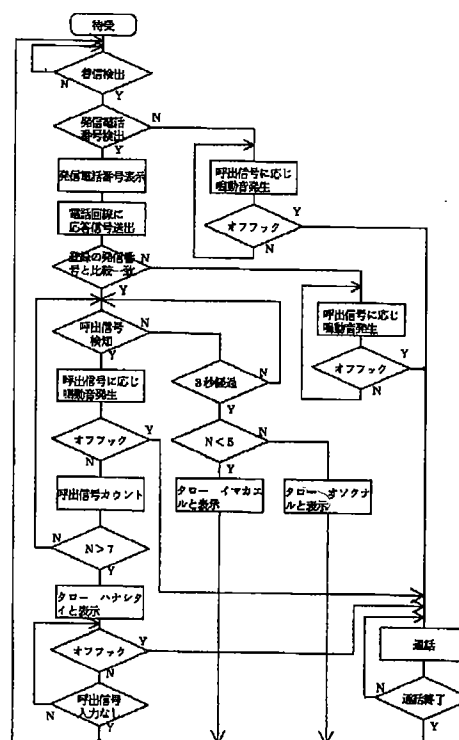 待受
着信検出
N
Y
発信電話
番号検出
N
Y
発信電話番号表示
呼出信号に応じ
鳴動音発生
電話回線に
応答信号送出
オフフック
Y
N
登録の発信番
号と比較一致
N
Y
呼出信号
検知
N
Y
呼出信号に応じ
鳴動音発生
オフフック
Y
N
呼出信号に応じ
鳴動音発生
3秒経過
N
Y
オフフック
Y
N
N<5
N
Y
呼出信号カウント
タロー イマカエ
ルと表示
タロー オソクナ
ルと表示
N>7
N
Y
タロー ハナシタ
イと表示
オフフック
Y
N
通話
呼出信号
入力なし
N
Y
通話終了
N
Y